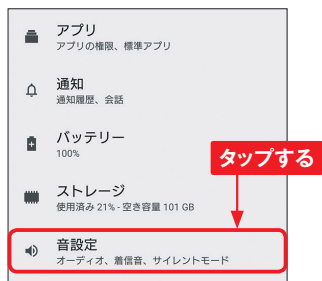 アプリ
アプリの権限、標準アプリ
通知
通知履歴、会話
バッテリー
100%
タップする
ストレージ
使用済み 21% - 空き容量 101 GB
音設定
オーディオ、着信音、サイレントモード